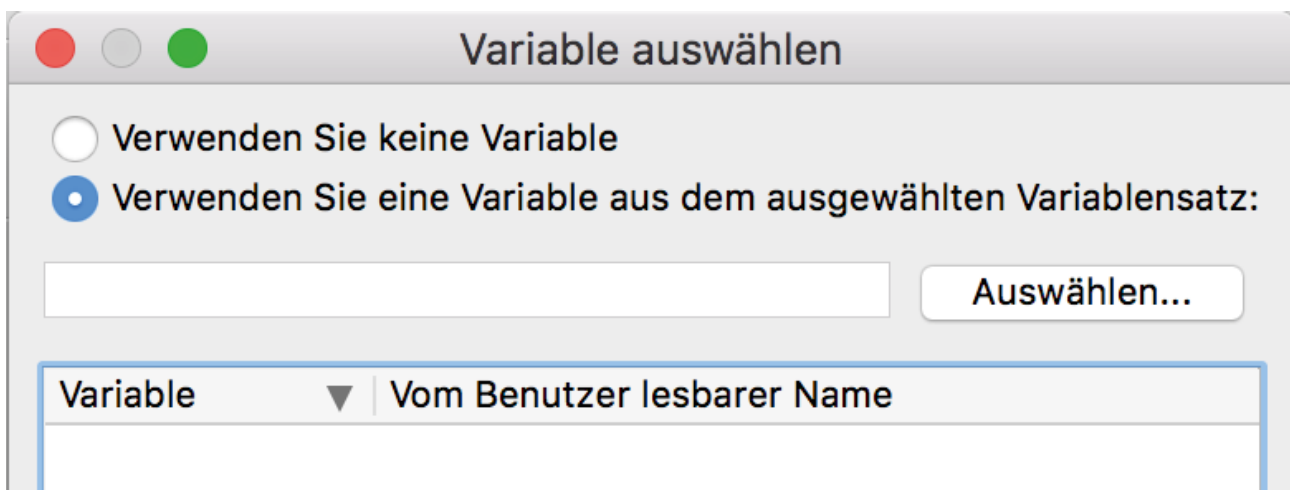 Variable auswählen
Verwenden Sie keine Variable
Verwenden Sie eine Variable aus dem ausgewählten Variablensatz:
Auswählen...
Variable Vom Benutzer lesbarer Name